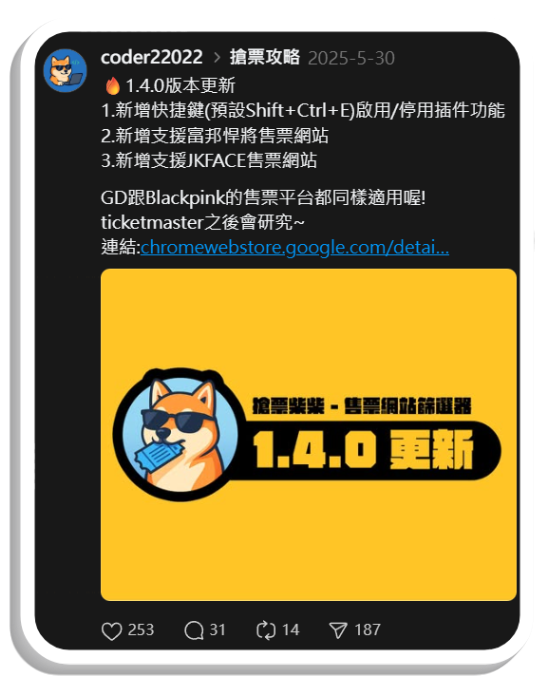 coder22022 > 搶票攻略 2025-5-30
🔥1.4.0版本更新
1.新增快捷鍵(預設Shift+Ctrl+E)啟用/停用插件功能
2.新增支援富邦悍將售票網站
3.新增支援JKFACE售票網站
GD跟Blackpink的售票平台都同樣適用喔!
ticketmaster之後會研究~
連結:chromewebstore.google.com/detai...
搶票柴柴 - 售票網站篩選器
1.4.0 更新
253 31 14 187